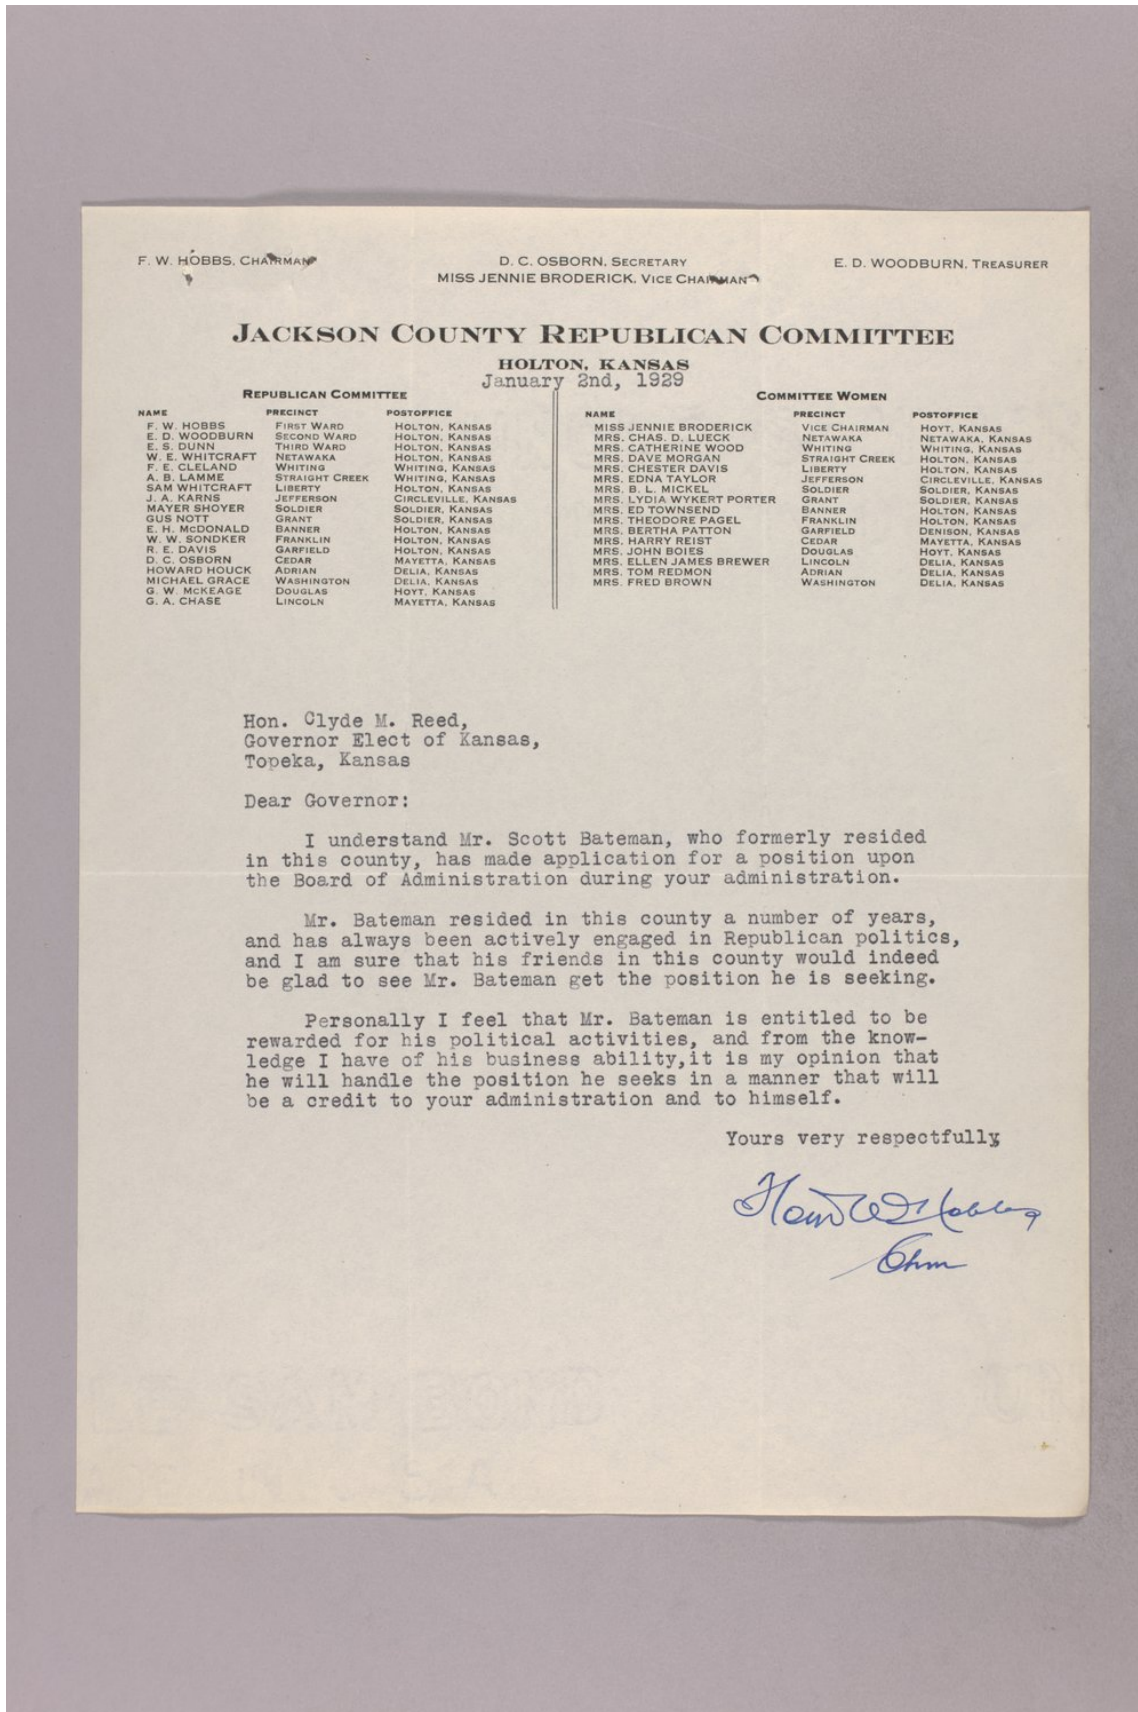 F. W. HOBBS, CHAIRMAN
D. C. OSBORN, SECRETARY
E. D. WOODBURN, TREASURER
MISS JENNIE BRODERICK, VICE CHAIRMAN
JACKSON COUNTY REPUBLICAN COMMITTEE
HOLTON, KANSAS
January 2nd, 1929
REPUBLICAN COMMITTEE
NAME PRECINCT POSTOFFICE
F. W. HOBBS FIRST WARD HOLTON, KANSAS
E. D. WOODBURN SECOND WARD HOLTON, KANSAS
E. S. DUNN THIRD WARD HOLTON, KANSAS
W. E. WHITCRAFT NETAWAKA HOLTON, KANSAS
F. E. CLELAND WHITING WHITING, KANSAS
A. B. LAMME STRAIGHT CREEK WHITING, KANSAS
SAM WHITCRAFT LIBERTY HOLTON, KANSAS
J. A. KARNS JEFFERSON CIRCLEVILLE, KANSAS
MAYER SHOYER SOLDIER SOLDIER, KANSAS
GUS NOTT GRANT SOLDIER, KANSAS
E. H. McDONALD BANNER HOLTON, KANSAS
W. W. SONDKER FRANKLIN HOLTON, KANSAS
R. E. DAVIS GARFIELD HOLTON, KANSAS
D. C. OSBORN CEDAR MAYETTA, KANSAS
HOWARD HOUCK ADRIAN DELIA, KANSAS
MICHAEL GRACE WASHINGTON DELIA, KANSAS
G. W. McKEAGE DOUGLAS HOYT, KANSAS
G. A. CHASE LINCOLN MAYETTA, KANSAS
COMMITTEE WOMEN
NAME PRECINCT POSTOFFICE
MISS JENNIE BRODERICK VICE CHAIRMAN HOYT, KANSAS
MRS. CHAS. D. LUECK NETAWAKA NETAWAKA, KANSAS
MRS. CATHERINE WOOD WHITING WHITING, KANSAS
MRS. DAVE MORGAN STRAIGHT CREEK HOLTON, KANSAS
MRS. CHESTER DAVIS LIBERTY HOLTON, KANSAS
MRS. EDNA TAYLOR JEFFERSON CIRCLEVILLE, KANSAS
MRS. B. L. MICKEL SOLDIER SOLDIER, KANSAS
MRS. LYDIA WYKERT PORTER GRANT SOLDIER, KANSAS
MRS. ED TOWNSEND BANNER HOLTON, KANSAS
MRS. THEODORE PAGEL FRANKLIN HOLTON, KANSAS
MRS. BERTHA PATTON GARFIELD DENISON, KANSAS
MRS. HARRY REIST CEDAR MAYETTA, KANSAS
MRS. JOHN BOIES DOUGLAS HOYT, KANSAS
MRS. ELLEN JAMES BREWER LINCOLN DELIA, KANSAS
MRS. TOM REDMON ADRIAN DELIA, KANSAS
MRS. FRED BROWN WASHINGTON DELIA, KANSAS
Hon. Clyde M. Reed,
Governor Elect of Kansas,
Topeka, Kansas
Dear Governor:
I understand Mr. Scott Bateman, who formerly resided
in this county, has made application for a position upon
the Board of Administration during your administration.
Mr. Bateman resided in this county a number of years,
and has always been actively engaged in Republican politics,
and I am sure that his friends in this county would indeed
be glad to see Mr. Bateman get the position he is seeking.
Personally I feel that Mr. Bateman is entitled to be
rewarded for his political activities, and from the know-
ledge I have of his business ability,it is my opinion that
he will handle the position he seeks in a manner that will
be a credit to your administration and to himself.
Yours very respectfully,
W Hobbs
Chm